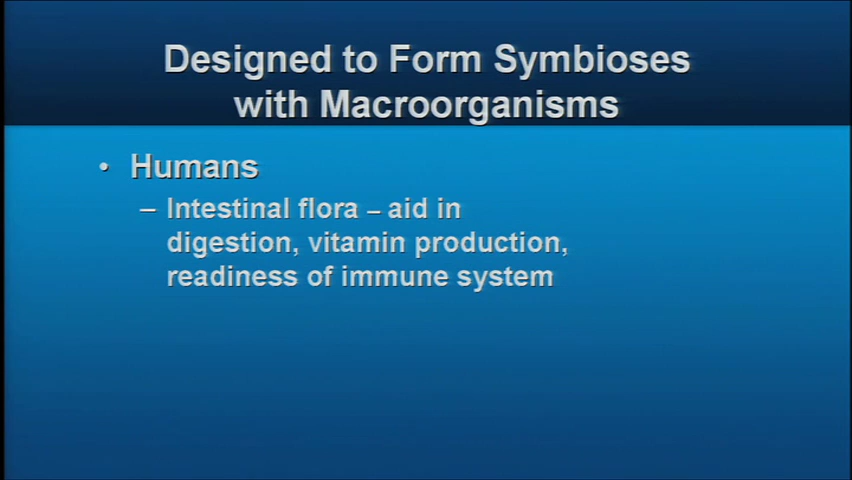 Designed to Form Symbioses
with Macroorganisms
• Humans
– Intestinal flora – aid in
digestion, vitamin production,
readiness of immune system